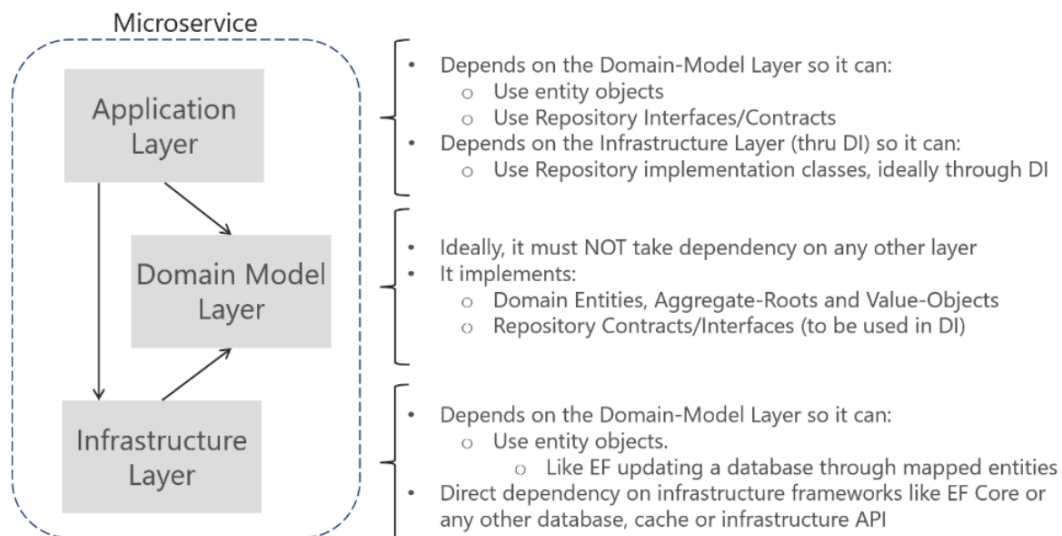 Microservice
Application
Layer
Domain Model
Layer
Infrastructure
Layer
• Depends on the Domain-Model Layer so it can:
o Use entity objects
o Use Repository Interfaces/Contracts
• Depends on the Infrastructure Layer (thru DI) so it can:
o Use Repository implementation classes, ideally through DI
• Ideally, it must NOT take dependency on any other layer
• It implements:
o Domain Entities, Aggregate-Roots and Value-Objects
o Repository Contracts/Interfaces (to be used in DI)
• Depends on the Domain-Model Layer so it can:
o Use entity objects.
o Like EF updating a database through mapped entities
• Direct dependency on infrastructure frameworks like EF Core or
any other database, cache or infrastructure API